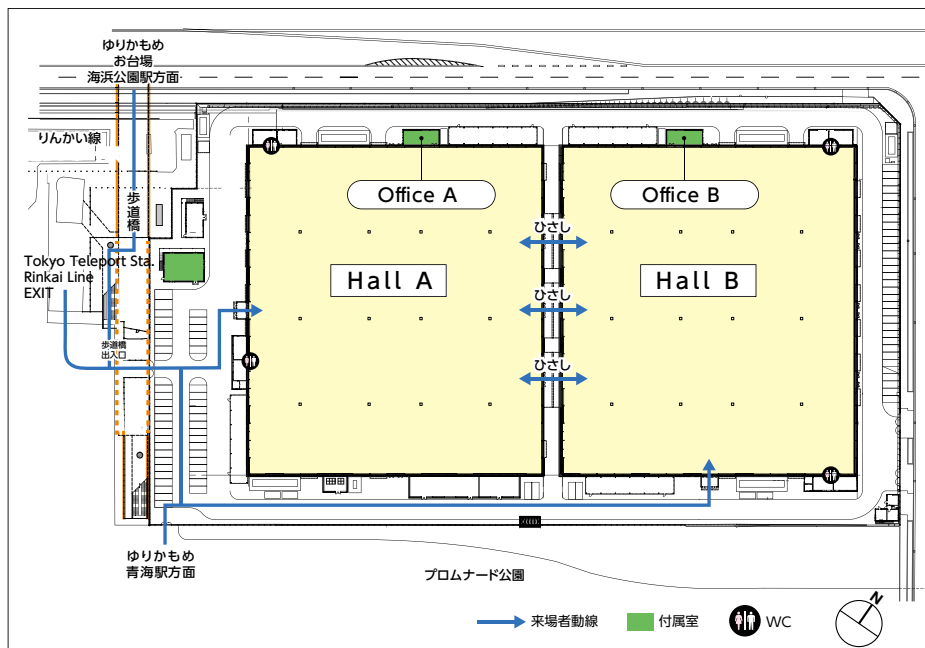 ゆりかもめ
お台場
海浜公園駅方面
りんかい線
歩道橋
Office A
Office B
ひさし
Tokyo Teleport Sta.
Rinkai Line
EXIT
Hall A
Hall B
ひさし
歩道橋
出入口
ひさし
ゆりかもめ
青海駅方面
プロムナード公園
来場者動線
付属室
WC
N